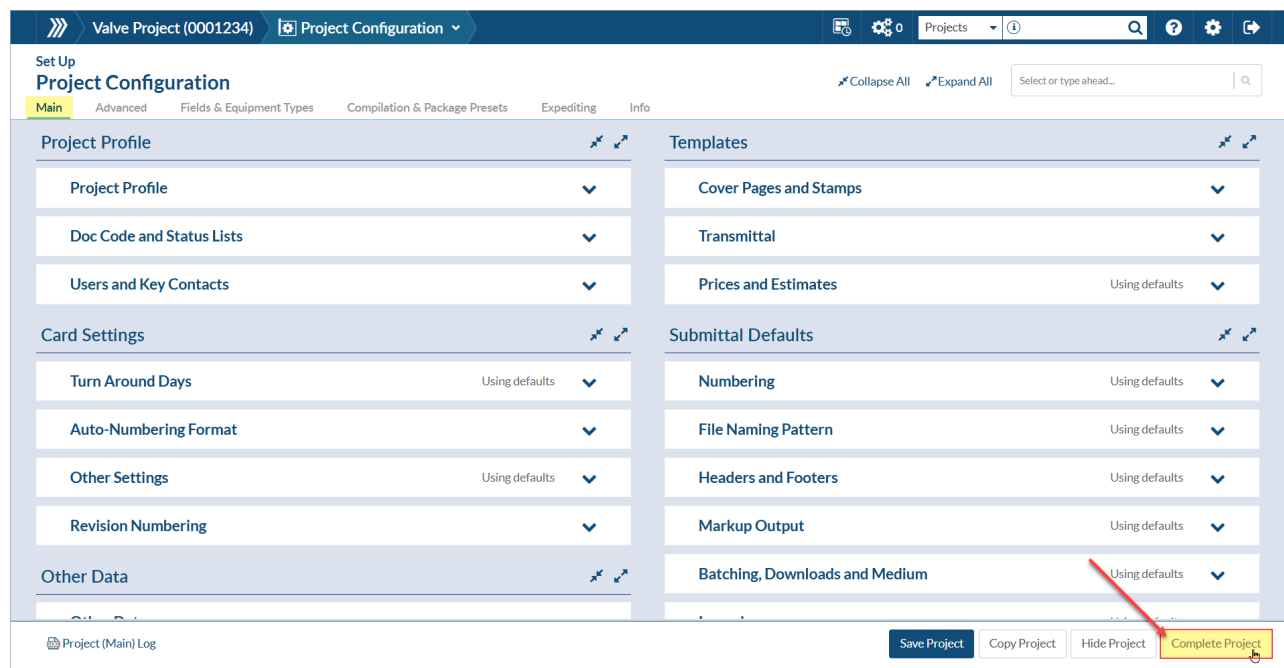 Valve Project (0001234) Project Configuration 0 Projects
Set Up
Project Configuration
Collapse All Expand All Select or type ahead...
Main Advanced Fields & Equipment Types Compilation & Package Presets Expediting Info
Project Profile
Project Profile
Doc Code and Status Lists
Users and Key Contacts
Card Settings
Turn Around Days Using defaults
Auto-Numbering Format
Other Settings Using defaults
Revision Numbering
Other Data
Templates
Cover Pages and Stamps
Transmittal
Prices and Estimates Using defaults
Submittal Defaults
Numbering Using defaults
File Naming Pattern Using defaults
Headers and Footers Using defaults
Markup Output Using defaults
Batching, Downloads and Medium Using defaults
Project (Main) Log Save Project Copy Project Hide Project Complete Project